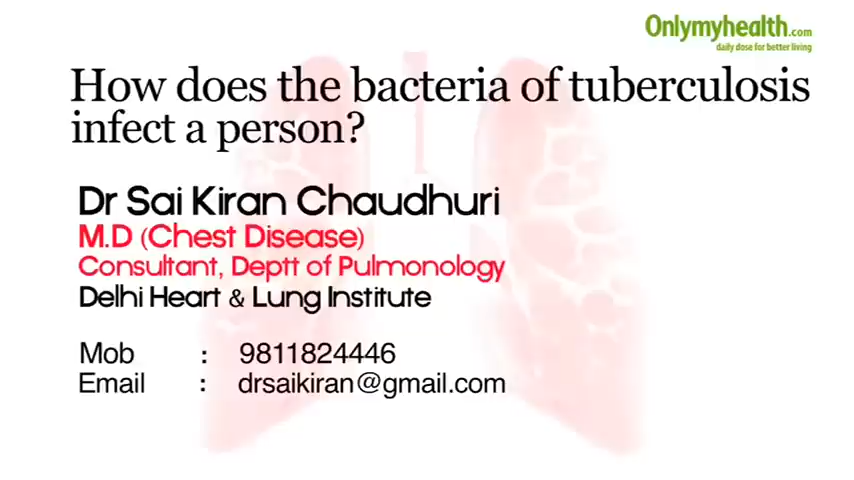 Onlymyhealth.com
daily dose for better living
How does the bacteria of tuberculosis
infect a person?
Dr Sai Kiran Chaudhuri
M.D (Chest Disease)
Consultant, Deptt of Pulmonology
Delhi Heart & Lung Institute
Mob : 9811824446
Email : drsaikiran@gmail.com